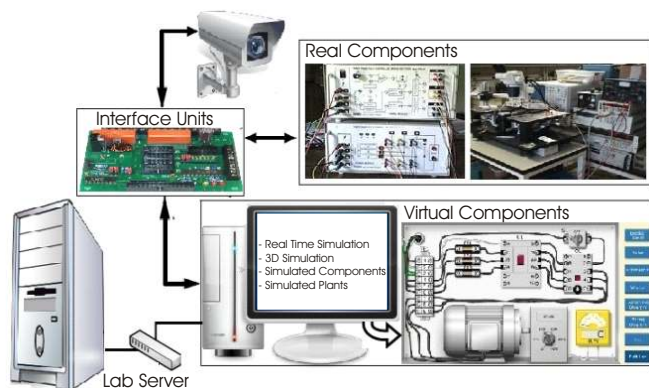 Real Components
Interface Units
Virtual Components
- Real Time Simulation
- 3D Simulation
- Simulated Components
- Simulated Plants
Lab Server